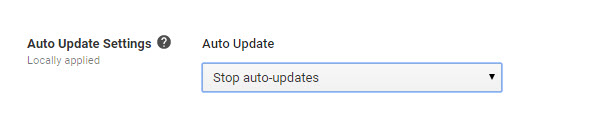 Auto Update Settings
Auto Update
Locally applied
Stop auto-updates